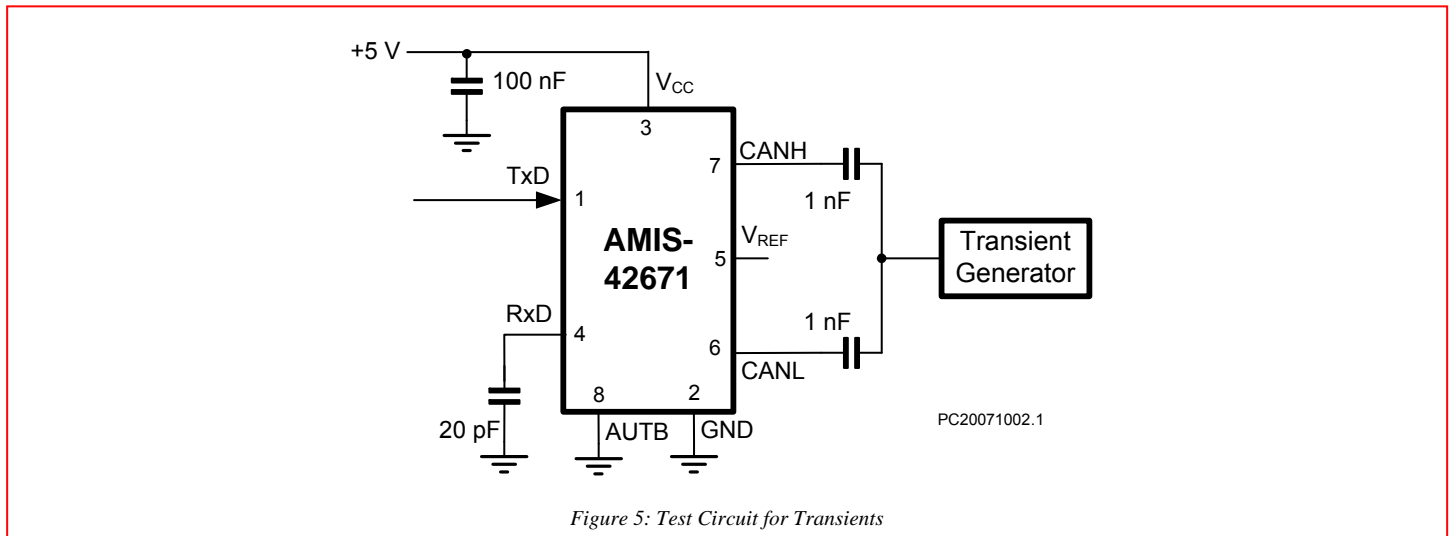 +5 V
100 nF
VCC
3
TxD
1
7
CANH
1 nF
AMIS-
42671
5
VREF
Transient
Generator
RxD
4
1 nF
6
CANL
20 pF
8
2
AUTB
GND
PC20071002.1
Figure 5: Test Circuit for Transients